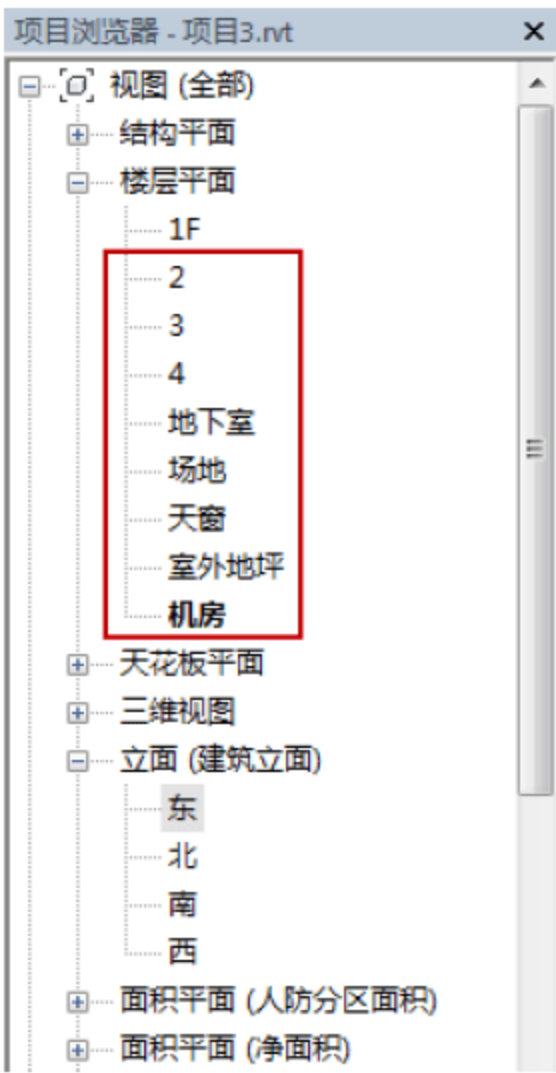 项目浏览器 - 项目3.rvt
视图 (全部)
结构平面
楼层平面
1F
2
3
4
地下室
场地
天窗
室外地坪
机房
天花板平面
三维视图
立面 (建筑立面)
东
北
南
西
面积平面 (人防分区面积)
面积平面 (净面积)